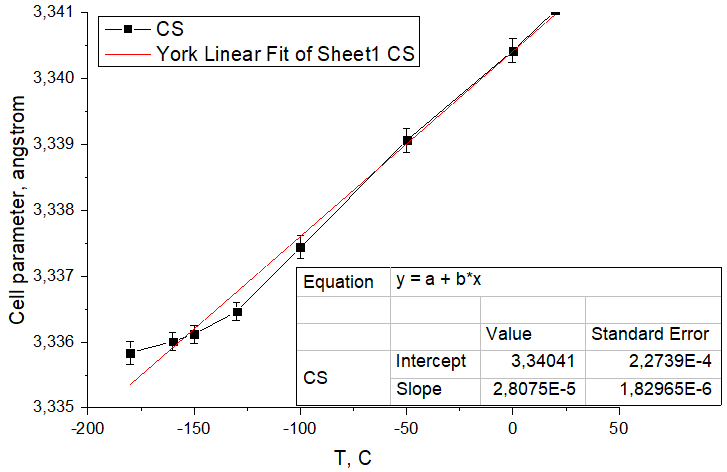 3,341
3,340
3,339
3,338
3,337
3,336
3,335
Cell parameter, angstrom
CS
York Linear Fit of Sheet1 CS
Equation y = a + b*x
Value Standard Error
CS
Intercept 3,34041 2,2739E-4
Slope 2,8075E-5 1,82965E-6
-200 -150 -100 -50 0 50
T, C